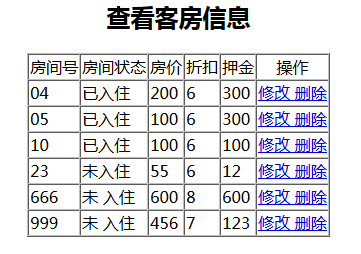 查看客房信息
房间号 房间状态 房价 折扣 押金 操作
04 已入住 200 6 300 修改 删除
05 已入住 100 6 300 修改 删除
10 已入住 100 6 100 修改 删除
23 未入住 55 6 12 修改 删除
666 未 入住 600 8 600 修改 删除
999 未 入住 456 7 123 修改 删除